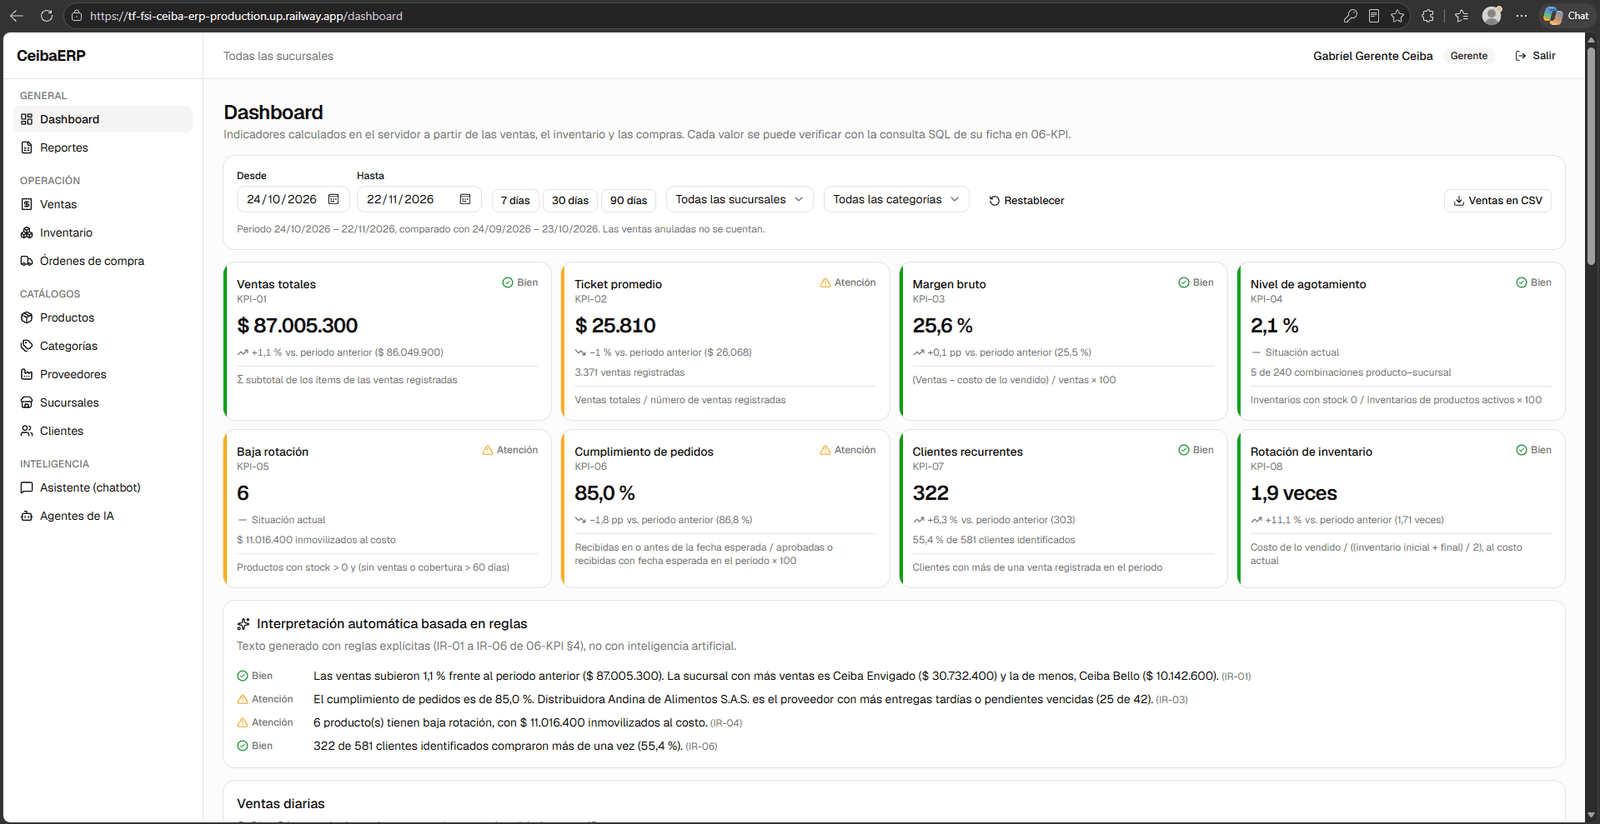 https://tf-fsi-ceiba-erp-production.up.railway.app/dashboard
Chat
CeibaERP
Todas las sucursales
Gabriel Gerente Ceiba
Gerente
Salir
GENERAL
Dashboard
Reportes
OPERACIÓN
Ventas
Inventario
Órdenes de compra
CATÁLOGOS
Productos
Categorías
Proveedores
Sucursales
Clientes
INTELIGENCIA
Asistente (chatbot)
Agentes de IA
Dashboard
Indicadores calculados en el servidor a partir de las ventas, el inventario y las compras. Cada valor se puede verificar con la consulta SQL de su ficha en 06-KPI.
Desde
Hasta
24/10/2026
22/11/2026
7 días
30 días
90 días
Todas las sucursales
Todas las categorías
Restablecer
Ventas en CSV
Periodo 24/10/2026 – 22/11/2026, comparado con 24/09/2026 – 23/10/2026. Las ventas anuladas no se cuentan.
Ventas totales
Bien
KPI-01
$ 87.005.300
+1,1 % vs. periodo anterior ($ 86.049.900)
Σ subtotal de los ítems de las ventas registradas
Ticket promedio
Atención
KPI-02
$ 25.810
−1 % vs. periodo anterior ($ 26.068)
3.371 ventas registradas
Ventas totales / número de ventas registradas
Margen bruto
Bien
KPI-03
25,6 %
+0,1 pp vs. periodo anterior (25,5 %)
(Ventas − costo de lo vendido) / ventas × 100
Nivel de agotamiento
Bien
KPI-04
2,1 %
— Situación actual
5 de 240 combinaciones producto–sucursal
Inventarios con stock 0 / inventarios de productos activos × 100
Baja rotación
Atención
KPI-05
6
— Situación actual
$ 11.016.400 inmovilizados al costo
Productos con stock > 0 y (sin ventas o cobertura > 60 días)
Cumplimiento de pedidos
Atención
KPI-06
85,0 %
−1,8 pp vs. periodo anterior (86,8 %)
Recibidas en o antes de la fecha esperada / aprobadas o
recibidas con fecha esperada en el periodo × 100
Clientes recurrentes
Bien
KPI-07
322
+6,3 % vs. periodo anterior (303)
55,4 % de 581 clientes identificados
Clientes con más de una venta registrada en el periodo
Rotación de inventario
Bien
KPI-08
1,9 veces
+11,1 % vs. periodo anterior (1,71 veces)
Costo de lo vendido / ((inventario inicial + final) / 2), al costo
actual
Interpretación automática basada en reglas
Texto generado con reglas explícitas (IR-01 a IR-06 de 06-KPI §4), no con inteligencia artificial.
Bien
Las ventas subieron 1,1 % frente al periodo anterior ($ 87.005.300). La sucursal con más ventas es Ceiba Envigado ($ 30.732.400) y la de menos, Ceiba Bello ($ 10.142.600). (IR-01)
Atención
El cumplimiento de pedidos es de 85,0 %. Distribuidora Andina de Alimentos S.A.S. es el proveedor con más entregas tardías o pendientes vencidas (25 de 42). (IR-03)
Atención
6 producto(s) tienen baja rotación, con $ 11.016.400 inmovilizados al costo. (IR-04)
Bien
322 de 581 clientes identificados compraron más de una vez (55,4 %). (IR-06)
Ventas diarias